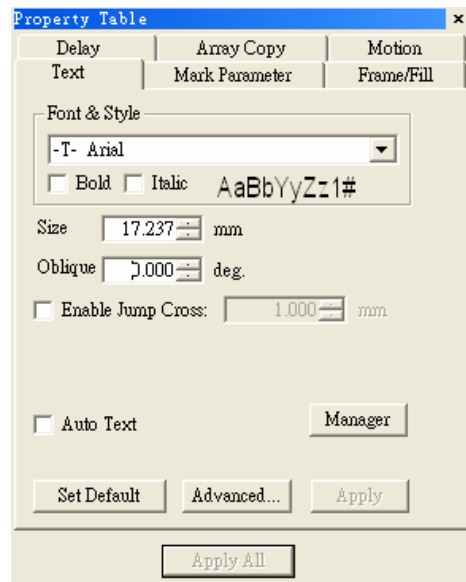 Property Table
Delay Array Copy Motion
Text Mark Parameter Frame/Fill
Font & Style
-T- Arial
Bold Italic AaBbYyZz1#
Size 17.237 mm
Oblique 0.000 deg.
Enable Jump Cross: 1.000 mm
Auto Text Manager
Set Default Advanced... Apply
Apply All